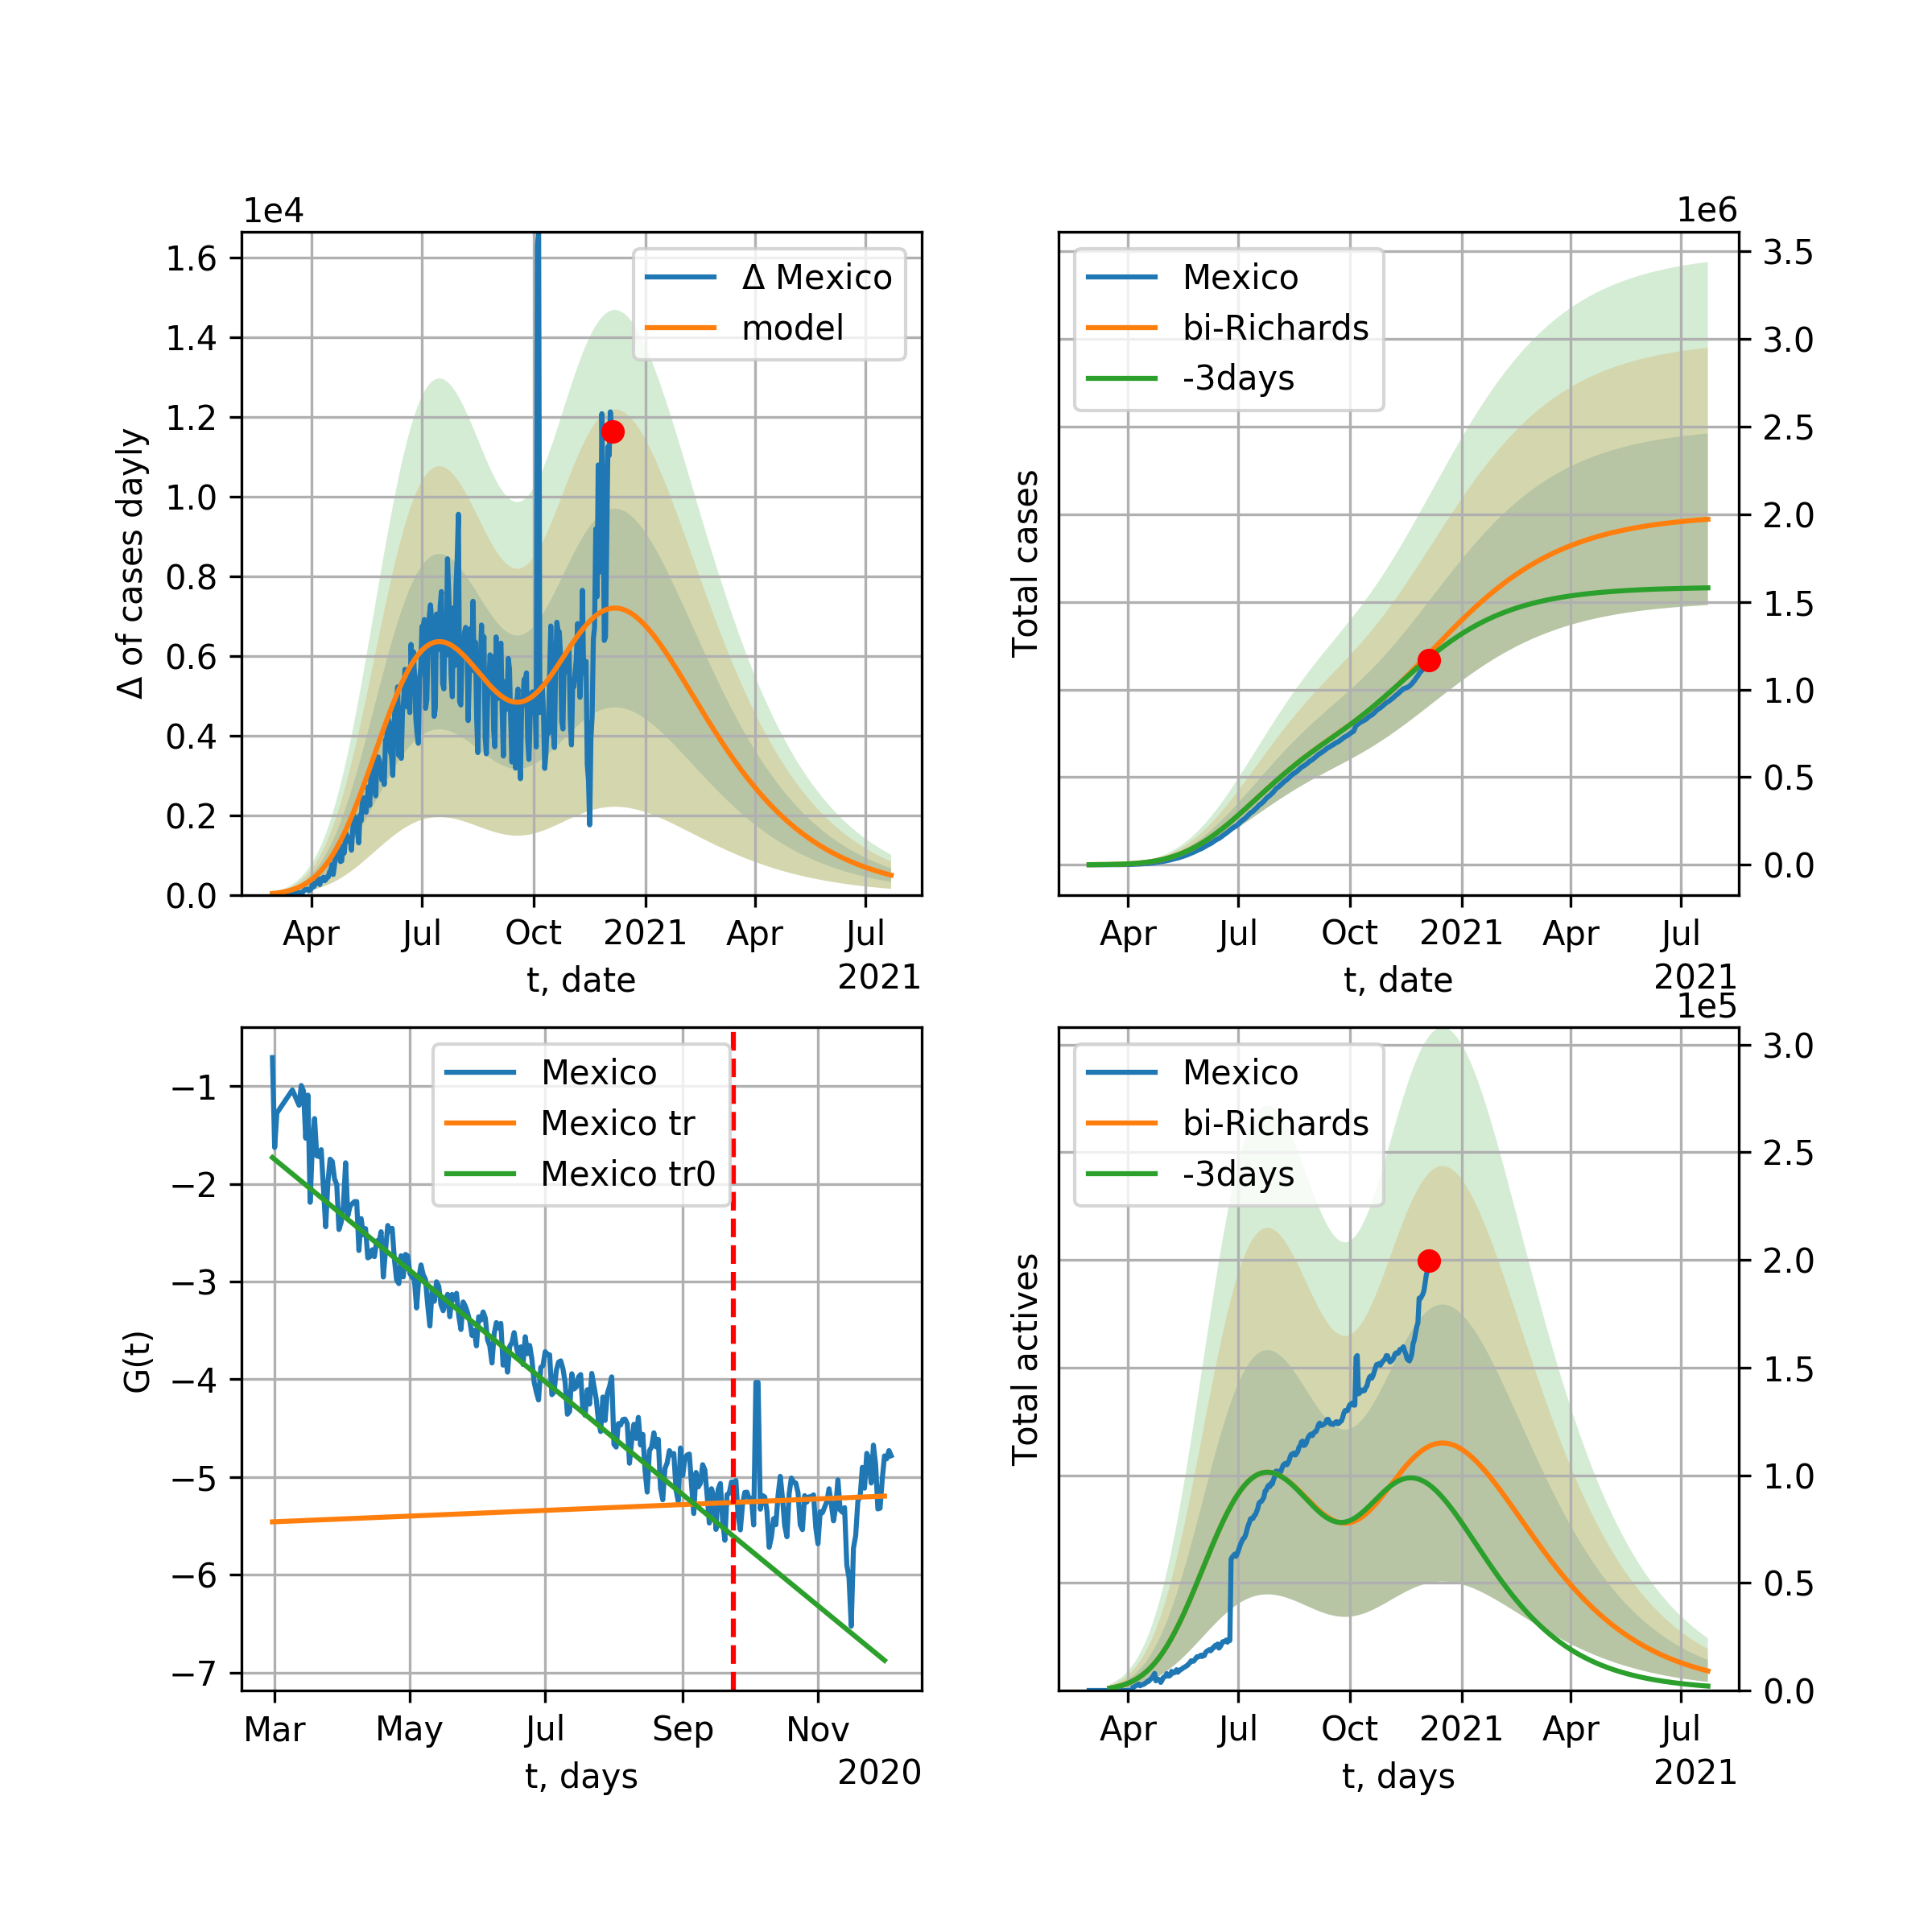 1e4
1.6
1.4
1.2
1.0
0.8
0.6
0.4
0.2
0.0
Δ of cases dayly
Δ Mexico
model
Apr Jul Oct 2021 Apr Jul
t, date
2021
1e6
Mexico
bi-Richards
-3days
Total cases
3.5
3.0
2.5
2.0
1.5
1.0
0.5
0.0
Apr Jul Oct 2021 Apr Jul
t, date
2021
−1
−2
−3
−4
−5
−6
−7
G(t)
Mexico
Mexico tr
Mexico tr0
Mar May Jul Sep Nov
t, days
2020
1e5
Mexico
bi-Richards
-3days
Total actives
3.0
2.5
2.0
1.5
1.0
0.5
0.0
Apr Jul Oct 2021 Apr Jul
t, days
2021